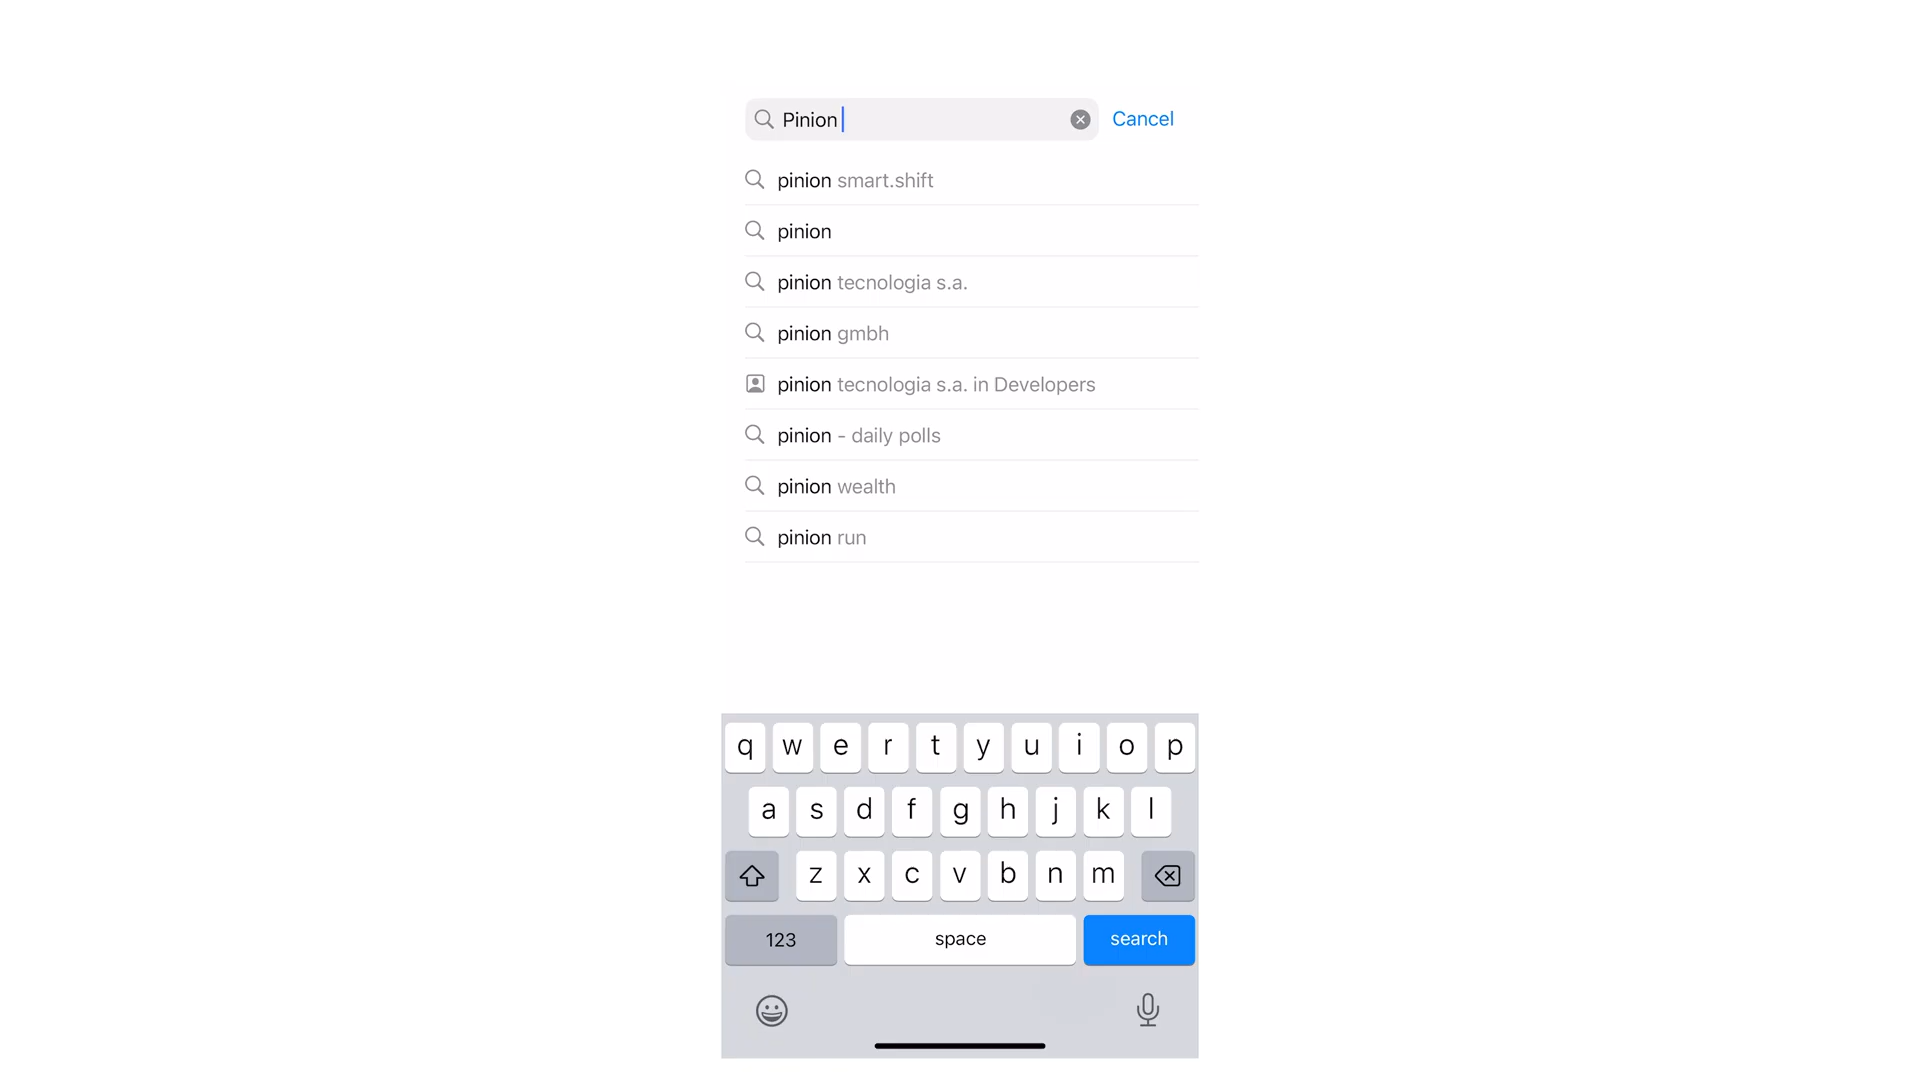 Pinion Cancel
pinion smart.shift
pinion
pinion tecnologia s.a.
pinion gmbh
pinion tecnologia s.a. in Developers
pinion - daily polls
pinion wealth
pinion run
q w e r t y u i o p
a s d f g h j k l
z x c v b n m
123 space search